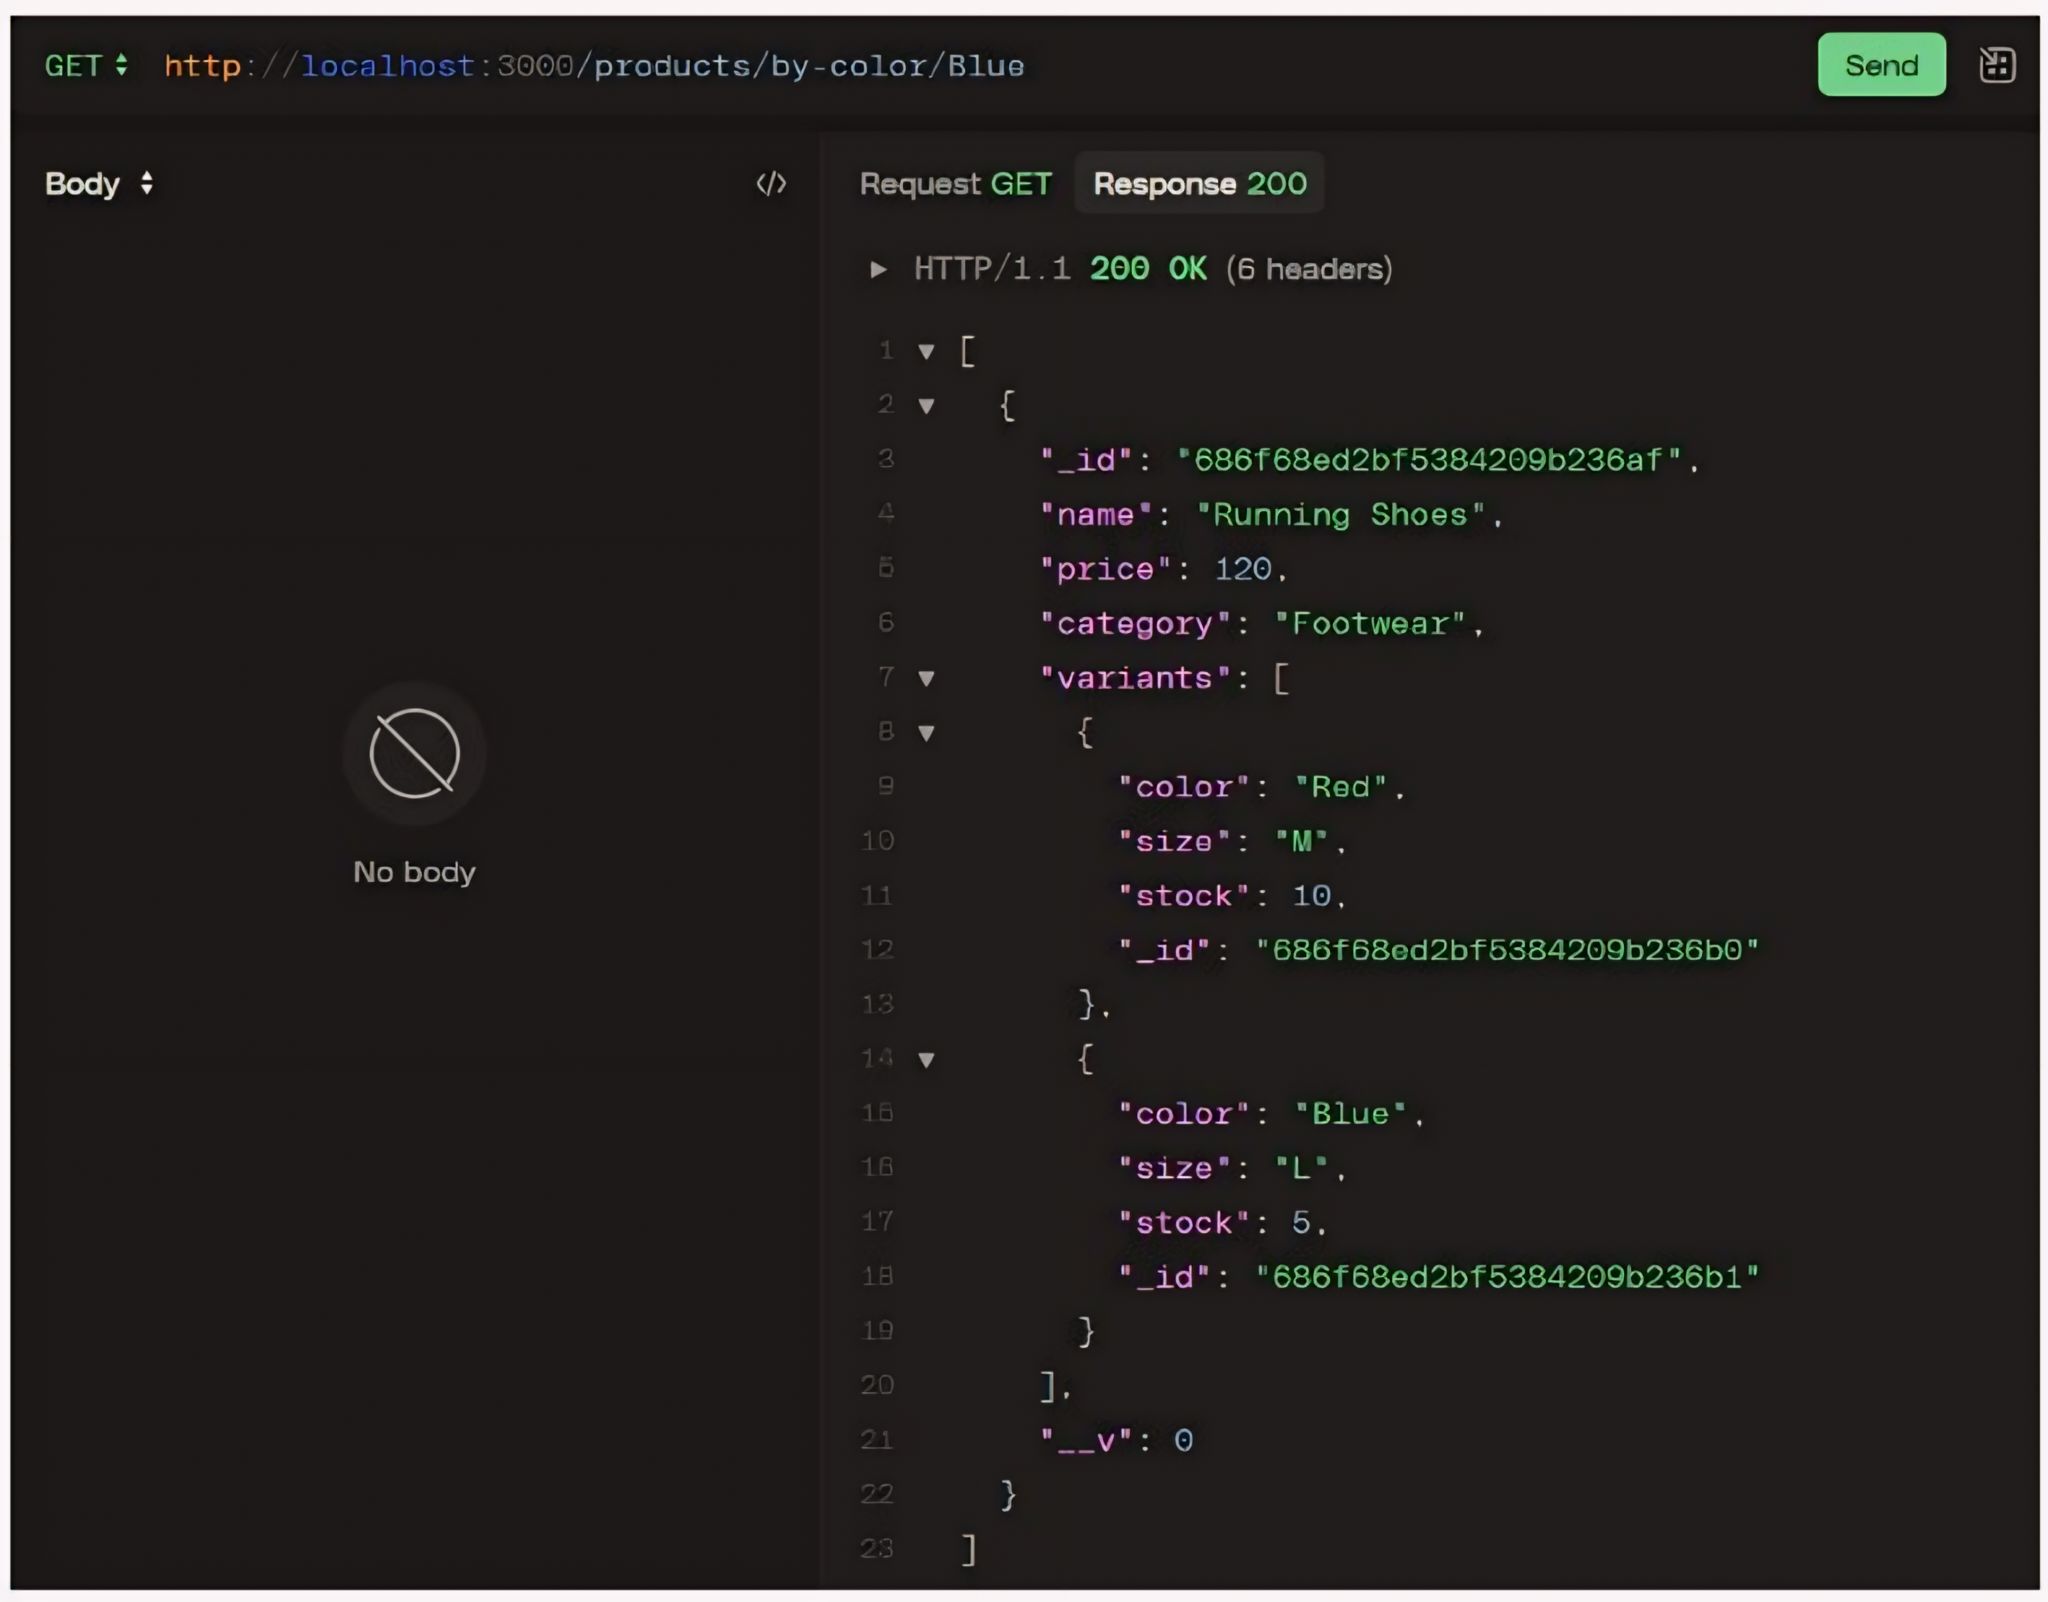 GET http://localhost:3000/products/by-color/Blue Send
Body </> Request GET Response 200
HTTP/1.1 200 OK (6 headers)
1 [
2 {
3 "_id": "686f68ed2bf5384209b236af",
4 "name": "Running Shoes",
5 "price": 120,
6 "category": "Footwear",
7 "variants": [
8 {
9 "color": "Red",
10 "size": "M",
11 "stock": 10,
12 "_id": "686f68ed2bf5384209b236b0"
13 },
14 {
15 "color": "Blue",
16 "size": "L",
17 "stock": 5,
18 "_id": "686f68ed2bf5384209b236b1"
19 }
20 ],
21 "__v": 0
22 }
23 ]
No body